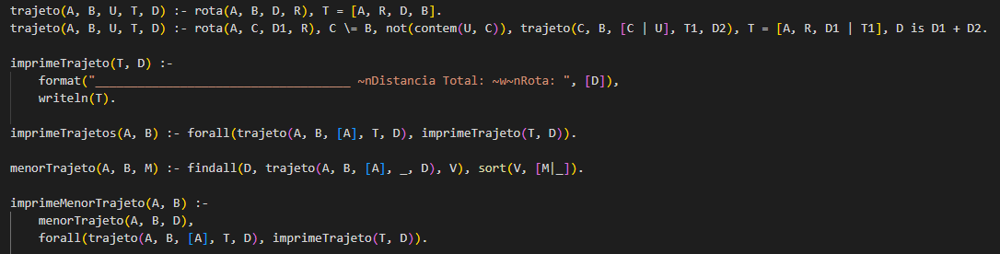 trajeto(A, B, U, T, D) :- rota(A, B, D, R), T = [A, R, D, B].
trajeto(A, B, U, T, D) :- rota(A, C, D1, R), C \= B, not(contem(U, C)), trajeto(C, B, [C | U], T1, D2), T = [A, R, D1 | T1], D is D1 + D2.
imprimeTrajeto(T, D) :-
format("___________________________________ ~nDistancia Total: ~w~nRota: ", [D]),
writeln(T).
imprimeTrajetos(A, B) :- forall(trajeto(A, B, [A], T, D), imprimeTrajeto(T, D)).
menorTrajeto(A, B, M) :- findall(D, trajeto(A, B, [A], _, D), V), sort(V, [M|_]).
imprimeMenorTrajeto(A, B) :-
menorTrajeto(A, B, D),
forall(trajeto(A, B, [A], T, D), imprimeTrajeto(T, D)).